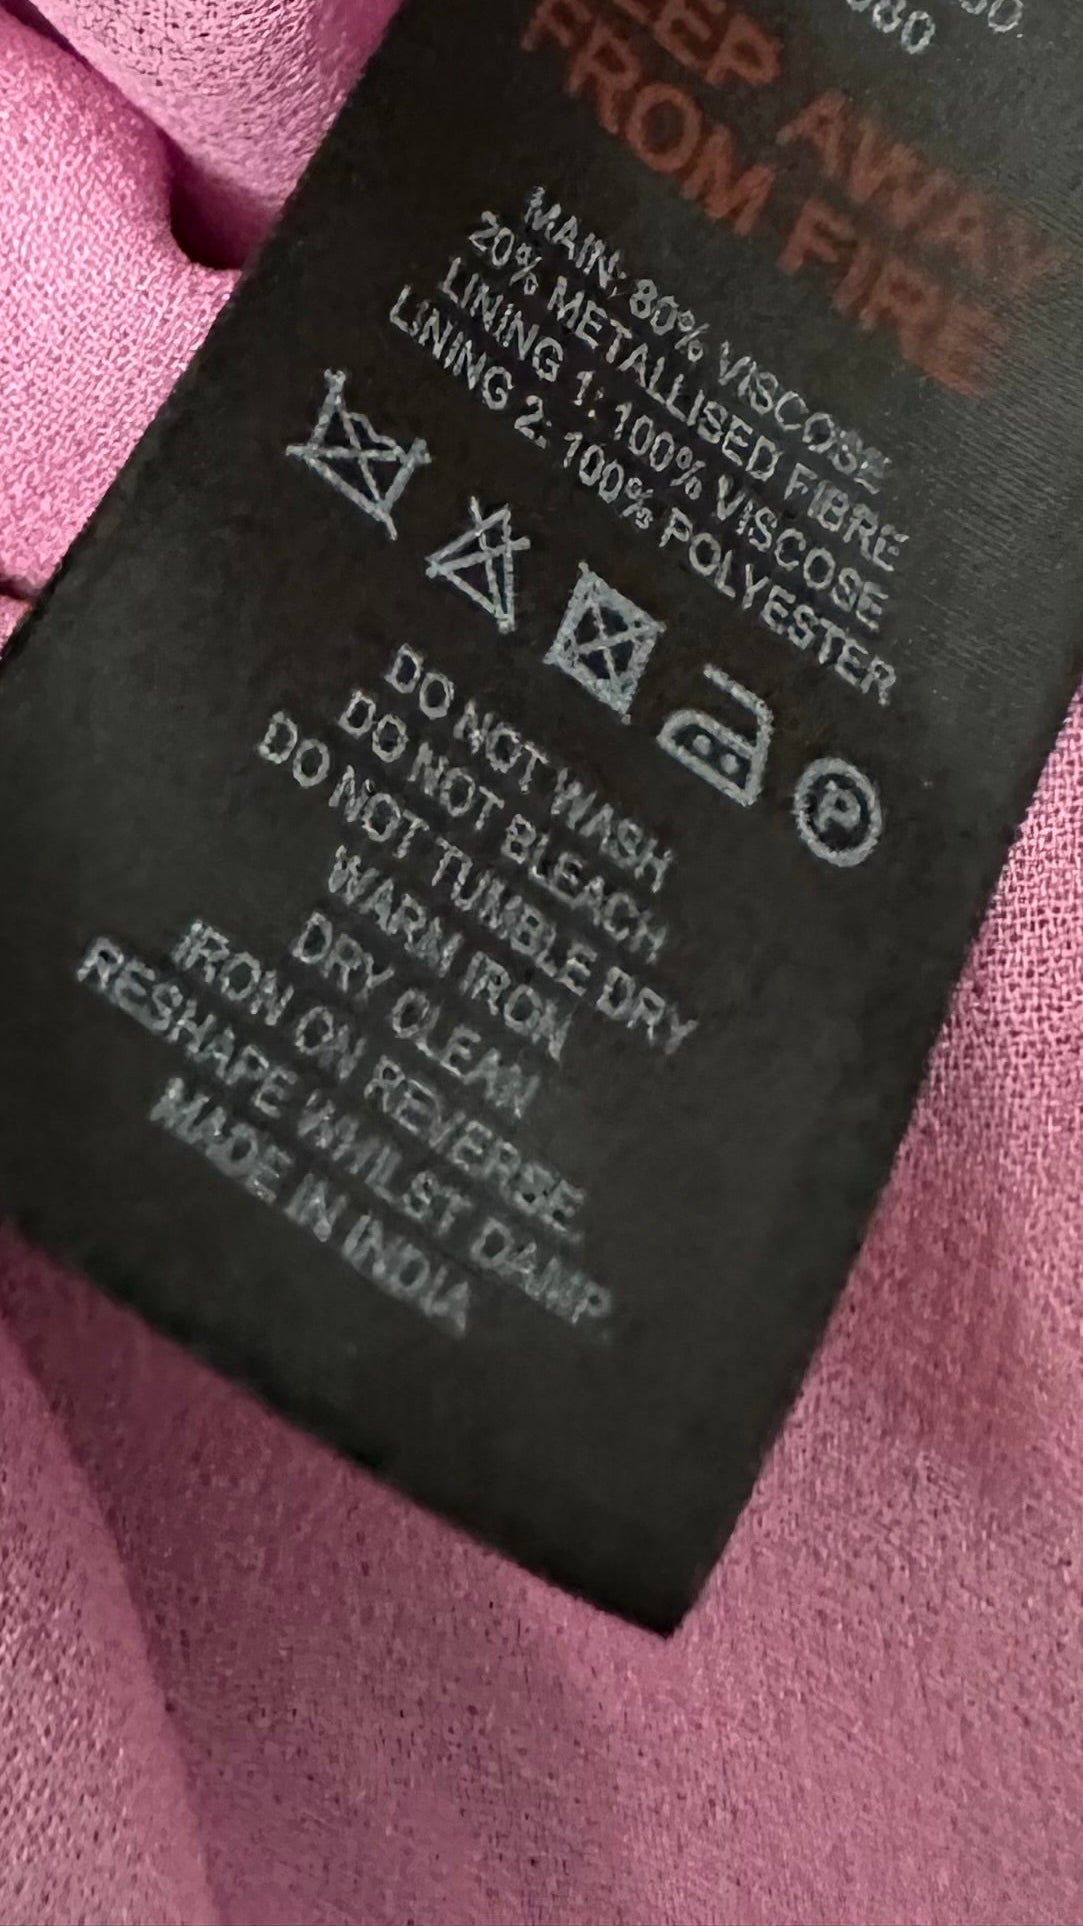 AWAY
FROM FIRE
MAIN: 80% VISCOSE
20% METALLISED FIBRE
LINING 1: 100% VISCOSE
LINING 2: 100% POLYESTER
P
DO NOT WASH
DO NOT BLEACH
DO NOT TUMBLE DRY
WARM IRON
DRY CLEAN
IRON ON REVERSE
RESHAPE WHILST DAMP
MADE IN INDIA